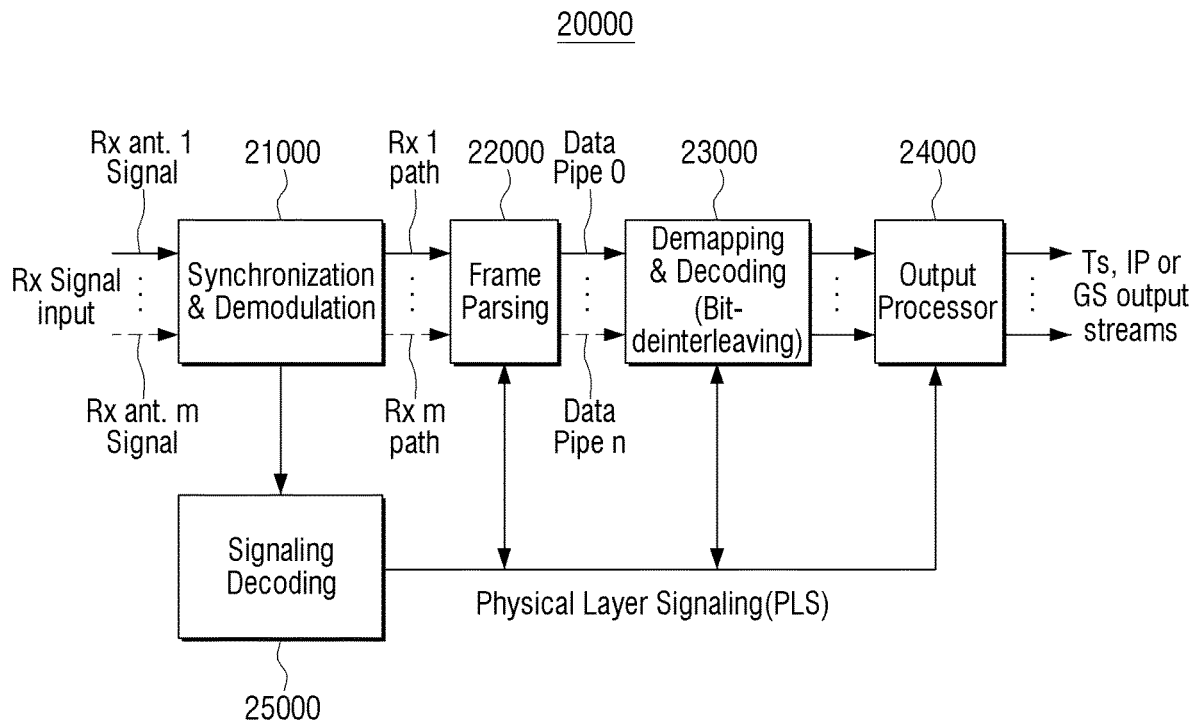 20000
Rx ant. 1
Signal
21000
Rx 1
path
22000
Data
Pipe 0
23000
24000
Rx Signal
input
Synchronization
& Demodulation
Frame
Parsing
Demapping
& Decoding
(Bit-
deinterleaving)
Output
Processor
Ts, IP or
GS output
streams
Rx ant. m
Signal
Rx m
path
Data
Pipe n
Signaling
Decoding
Physical Layer Signaling(PLS)
25000